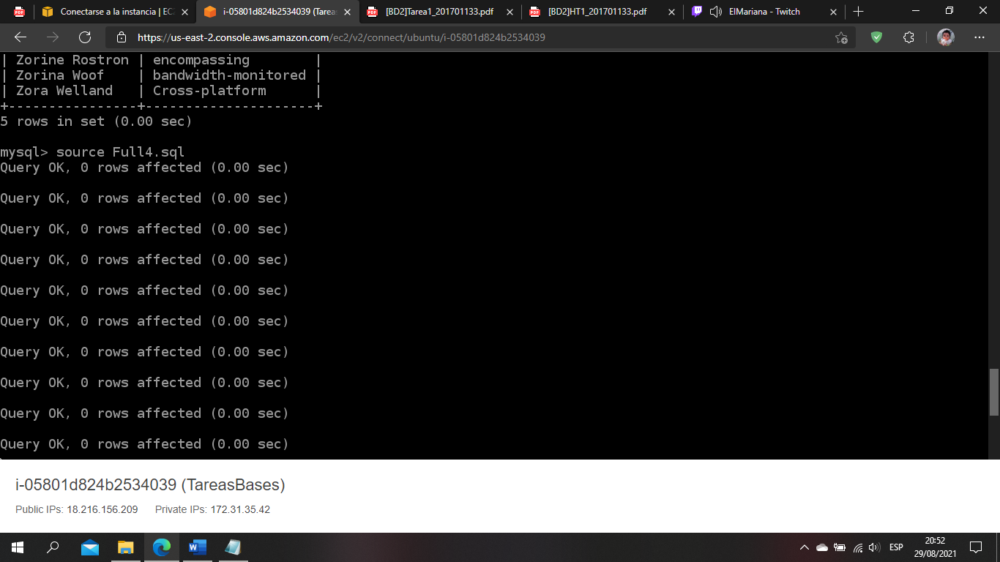 Conectarse a la instancia | EC
i-05801d824b2534039 (Tarea
PDF
[BD2]Tarea1_201701133.pdf
PDF
[BD2]HT1_201701133.pdf
ElMariana - Twitch
PDF
https://us-east-2.console.aws.amazon.com/ec2/v2/connect/ubuntu/i-05801d824b2534039
| Zorine Rostron | encompassing        |
| Zorina Woof    | bandwidth-monitored |
| Zora Welland   | Cross-platform      |
+----------------+---------------------+
5 rows in set (0.00 sec)
mysql> source Full4.sql
Query OK, 0 rows affected (0.00 sec)
Query OK, 0 rows affected (0.00 sec)
Query OK, 0 rows affected (0.00 sec)
Query OK, 0 rows affected (0.00 sec)
Query OK, 0 rows affected (0.00 sec)
Query OK, 0 rows affected (0.00 sec)
Query OK, 0 rows affected (0.00 sec)
Query OK, 0 rows affected (0.00 sec)
Query OK, 0 rows affected (0.00 sec)
Query OK, 0 rows affected (0.00 sec)
i-05801d824b2534039 (TareasBases)
Public IPs: 18.216.156.209 Private IPs: 172.31.35.42
W
ESP
20:52
29/08/2021